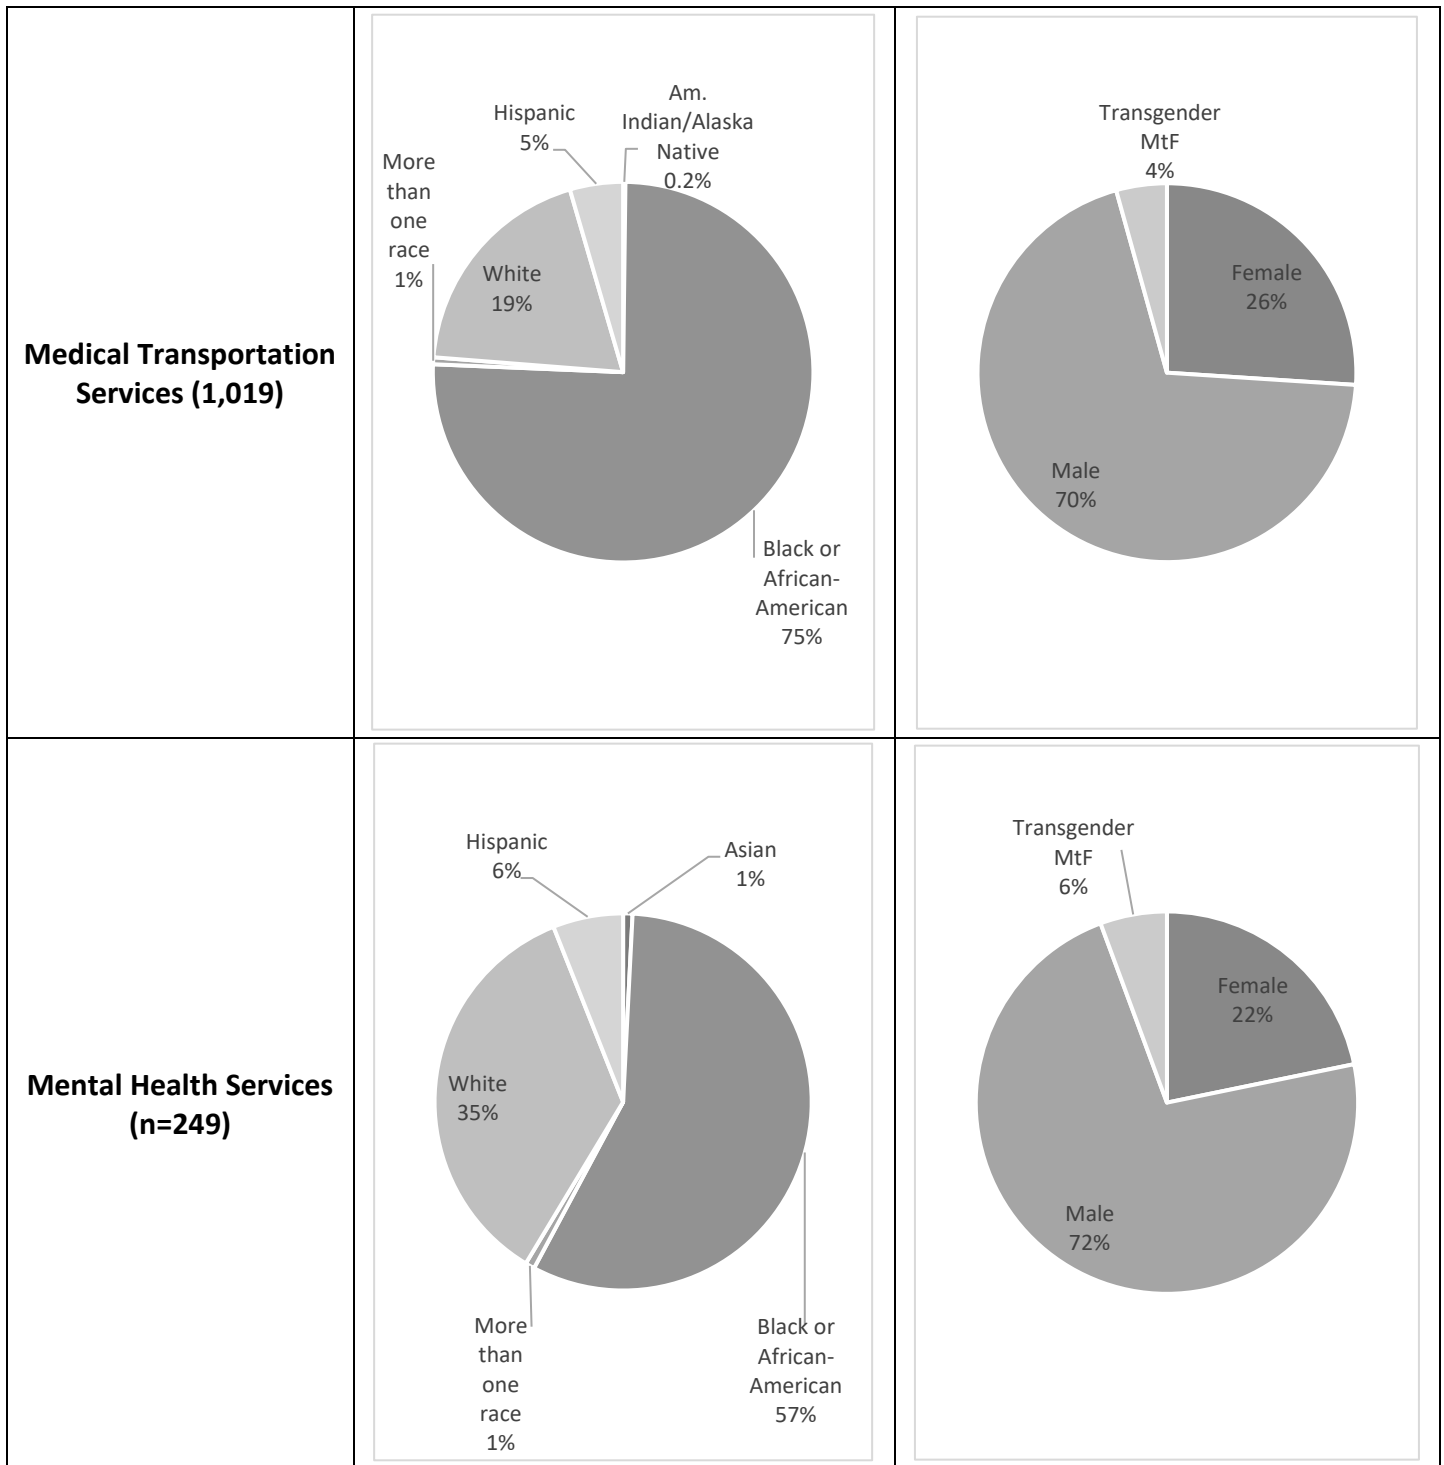 Medical Transportation
Services (1,019)
Hispanic
5%
Am.
Indian/Alaska
Native
0.2%
More
than
one
race
1%
White
19%
Black or
African-
American
75%
Transgender
MtF
4%
Female
26%
Male
70%
Mental Health Services
(n=249)
Hispanic
6%
Asian
1%
White
35%
More
than
one
race
1%
Black or
African-
American
57%
Transgender
MtF
6%
Female
22%
Male
72%